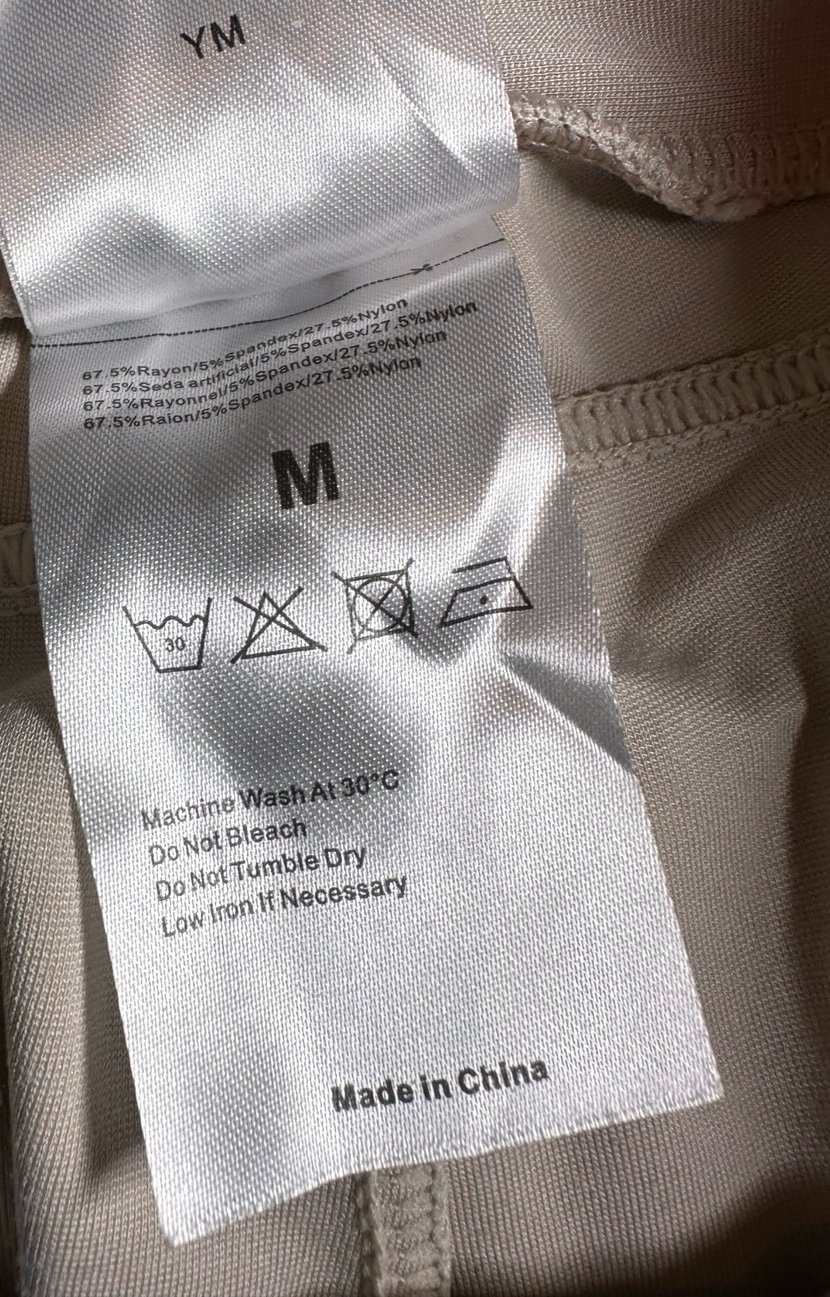 YM
67.5%Rayon/5%Spandex/27.5%Nylon
67.5%Seda artificial/5%Spandex/27.5%Nylon
67.5%Rayonnel/5%Spandex/27.5%Nylon
67.5%Raion/5%Spandex/27.5%Nylon
M
30
Machine Wash At 30°C
Do Not Bleach
Do Not Tumble Dry
Low Iron If Necessary
Made in China